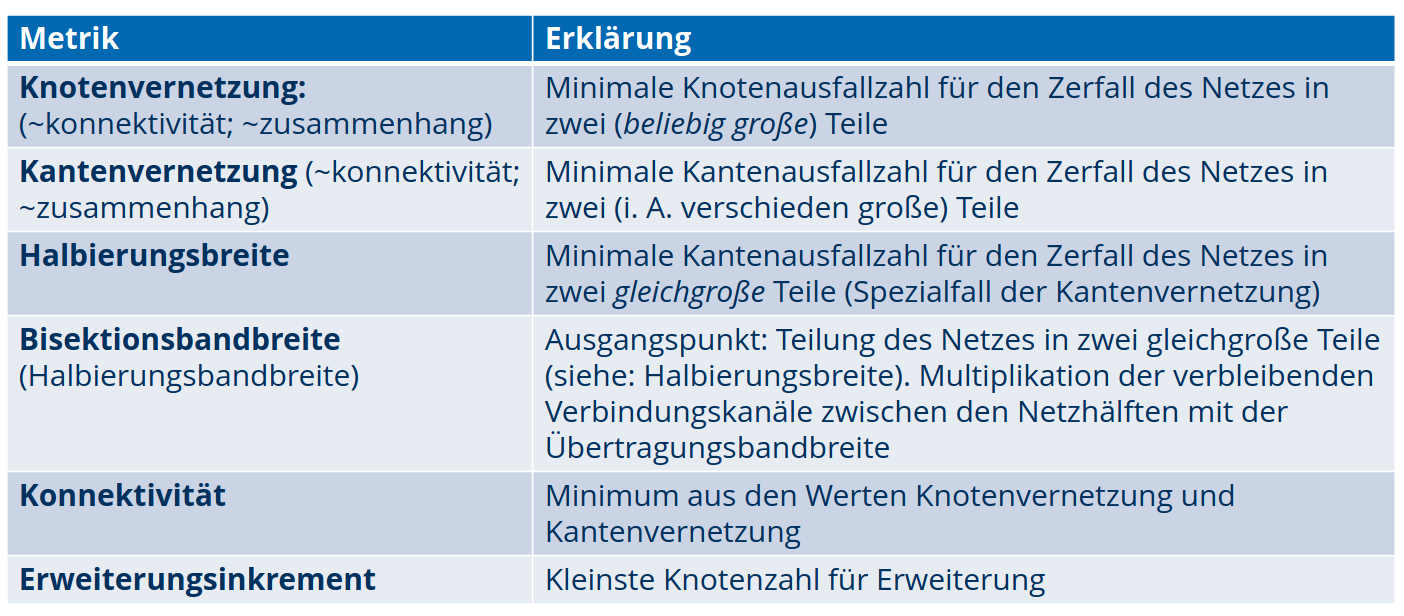 Metrik
Erklärung
Knotenvernetzung:
(~konnektivität; ~zusammenhang)
Minimale Knotenausfallzahl für den Zerfall des Netzes in
zwei (beliebig große) Teile
Kantenvernetzung (~konnektivität;
~zusammenhang)
Minimale Kantenausfallzahl für den Zerfall des Netzes in
zwei (i. A. verschieden große) Teile
Halbierungsbreite
Minimale Kantenausfallzahl für den Zerfall des Netzes in
zwei gleichgroße Teile (Spezialfall der Kantenvernetzung)
Bisektionsbandbreite
(Halbierungsbandbreite)
Ausgangspunkt: Teilung des Netzes in zwei gleichgroße Teile
(siehe: Halbierungsbreite). Multiplikation der verbleibenden
Verbindungskanäle zwischen den Netzhälften mit der
Übertragungsbandbreite
Konnektivität
Minimum aus den Werten Knotenvernetzung und
Kantenvernetzung
Erweiterungsinkrement
Kleinste Knotenzahl für Erweiterung